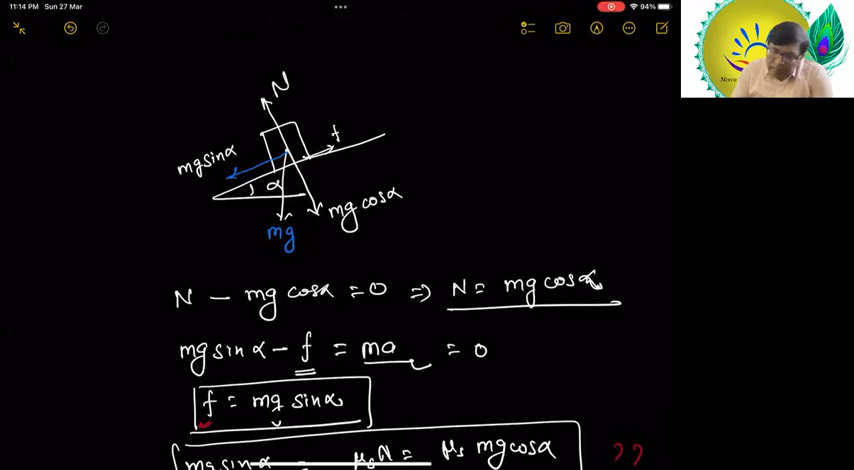 11:14 PM Sun 27 Mar
94%
N
f
mg sinα
α
mg cosα
mg
N - mg cosα = 0 ⇒ N = mg cosα
mg sin α - f = ma = 0
f = mg sinα
mg sinα μs N = μs mg cosα ??